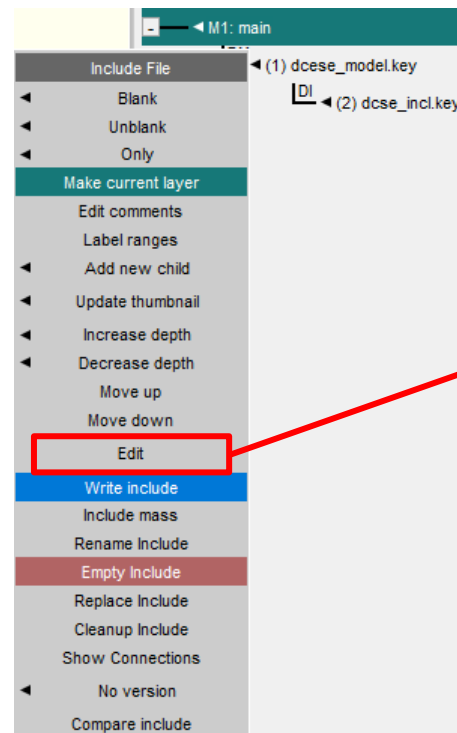 M1: main
Include File
(1) dcese_model.key
Blank
DI
(2) dcse_incl.key
Unblank
Only
Make current layer
Edit comments
Label ranges
Add new child
Update thumbnail
Increase depth
Decrease depth
Move up
Move down
Edit
Write include
Include mass
Rename Include
Empty Include
Replace Include
Cleanup Include
Show Connections
No version
Compare include